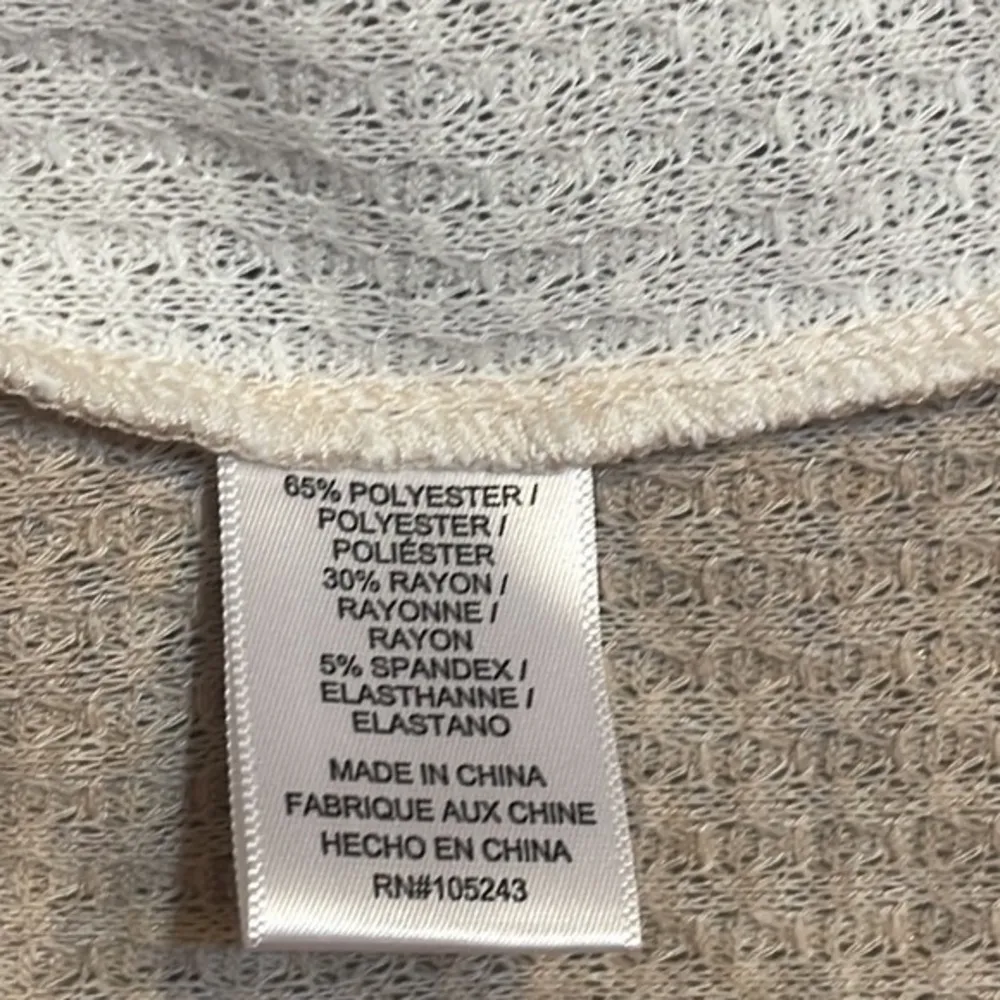 65% POLYESTER /
POLYESTER /
POLIÉSTER
30% RAYON /
RAYONNE /
RAYON
5% SPANDEX /
ELASTHANNE /
ELASTANO
MADE IN CHINA
FABRIQUE AUX CHINE
HECHO EN CHINA
RN#105243